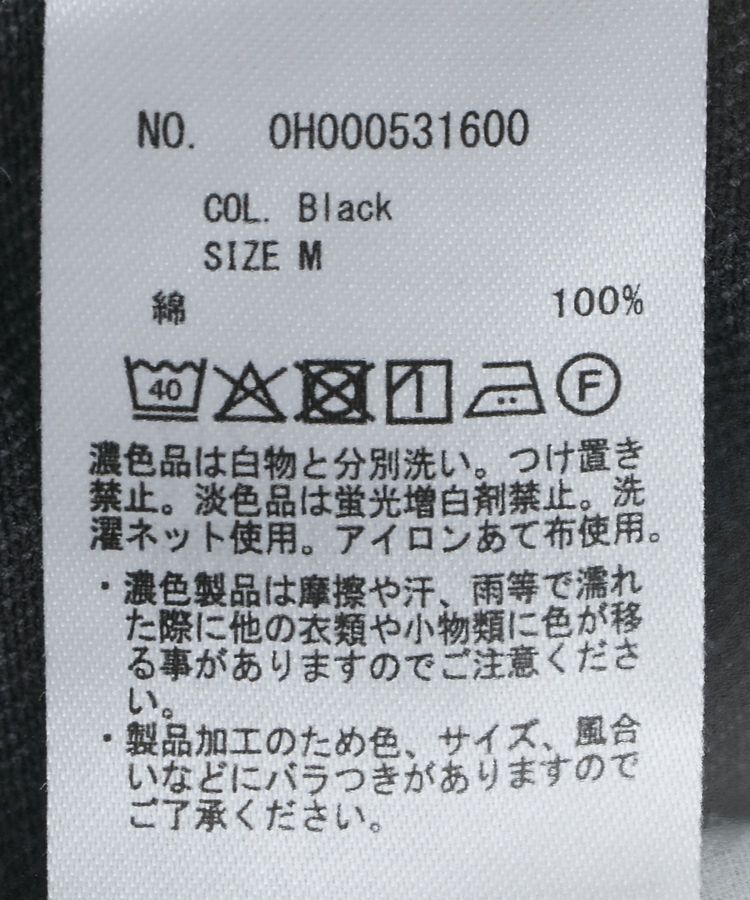 NO. 0H000531600
COL. Black
SIZE M
綿 100%
40 F
濃色品は白物と分別洗い。つけ置き
禁止。淡色品は蛍光増白剤禁止。洗
濯ネット使用。アイロンあて布使用。
・濃色製品は摩擦や汗、雨等で濡れ
た際に他の衣類や小物類に色が移
る事がありますのでご注意くださ
い。
・製品加工のため色、サイズ、風合
いなどにバラつきがありますので
ご了承ください。